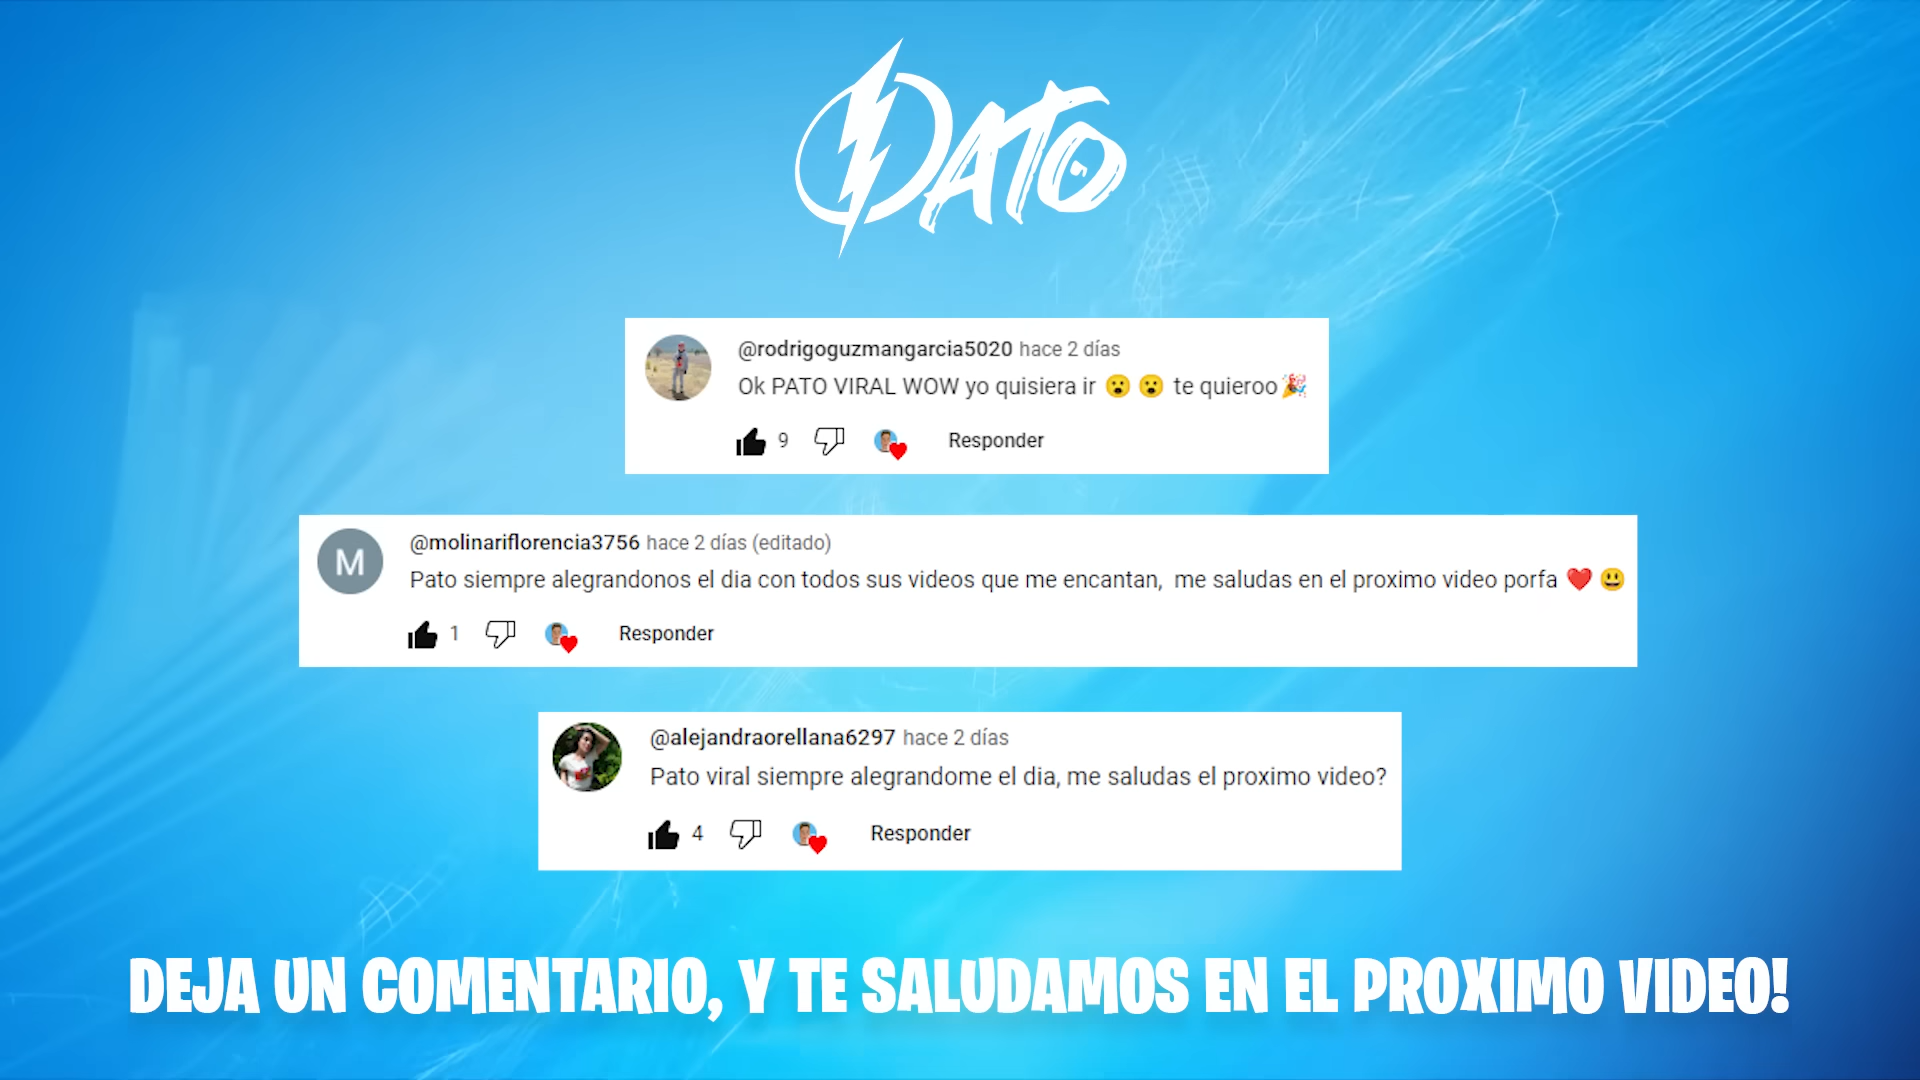 PATO
@rodrigoguzmangarcia5020 hace 2 días
Ok PATO VIRAL WOW yo quisiera ir 😮 😮 te quieroo🎉
9 Responder
M
@molinariflorencia3756 hace 2 días (editado)
Pato siempre alegrandonos el dia con todos sus videos que me encantan, me saludas en el proximo video porfa ❤️ 😃
1 Responder
@alejandraorellana6297 hace 2 días
Pato viral siempre alegrandome el dia, me saludas el proximo video?
4 Responder
DEJA UN COMENTARIO, Y TE SALUDAMOS EN EL PROXIMO VIDEO!